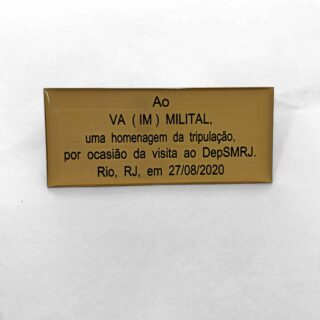 Ao
VA ( IM ) MILITAL,
uma homenagem da tripulação,
por ocasião da visita ao DepSMRJ.
Rio, RJ, em 27/08/2020